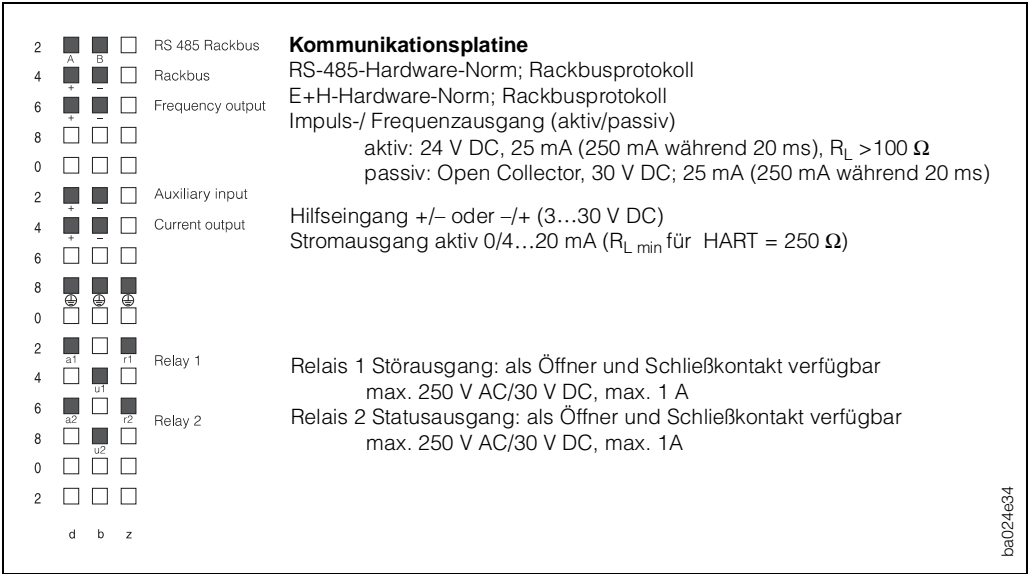 2 RS 485 Rackbus
A B
4 Rackbus
+ –
6 Frequency output
+ –
8
0
2 Auxiliary input
+ –
4 Current output
+ –
6
8
0
2
a1 r1
Relay 1
4
u1
6
a2 r2
Relay 2
8
u2
0
2
d b z
Kommunikationsplatine
RS-485-Hardware-Norm; Rackbusprotokoll
E+H-Hardware-Norm; Rackbusprotokoll
Impuls-/ Frequenzausgang (aktiv/passiv)
aktiv: 24 V DC, 25 mA (250 mA während 20 ms), RL >100 Ω
passiv: Open Collector, 30 V DC; 25 mA (250 mA während 20 ms)
Hilfseingang +/– oder –/+ (3…30 V DC)
Stromausgang aktiv 0/4…20 mA (RL min für HART = 250 Ω)
Relais 1 Störausgang: als Öffner und Schließkontakt verfügbar
max. 250 V AC/30 V DC, max. 1 A
Relais 2 Statusausgang: als Öffner und Schließkontakt verfügbar
max. 250 V AC/30 V DC, max. 1A
ba024e34